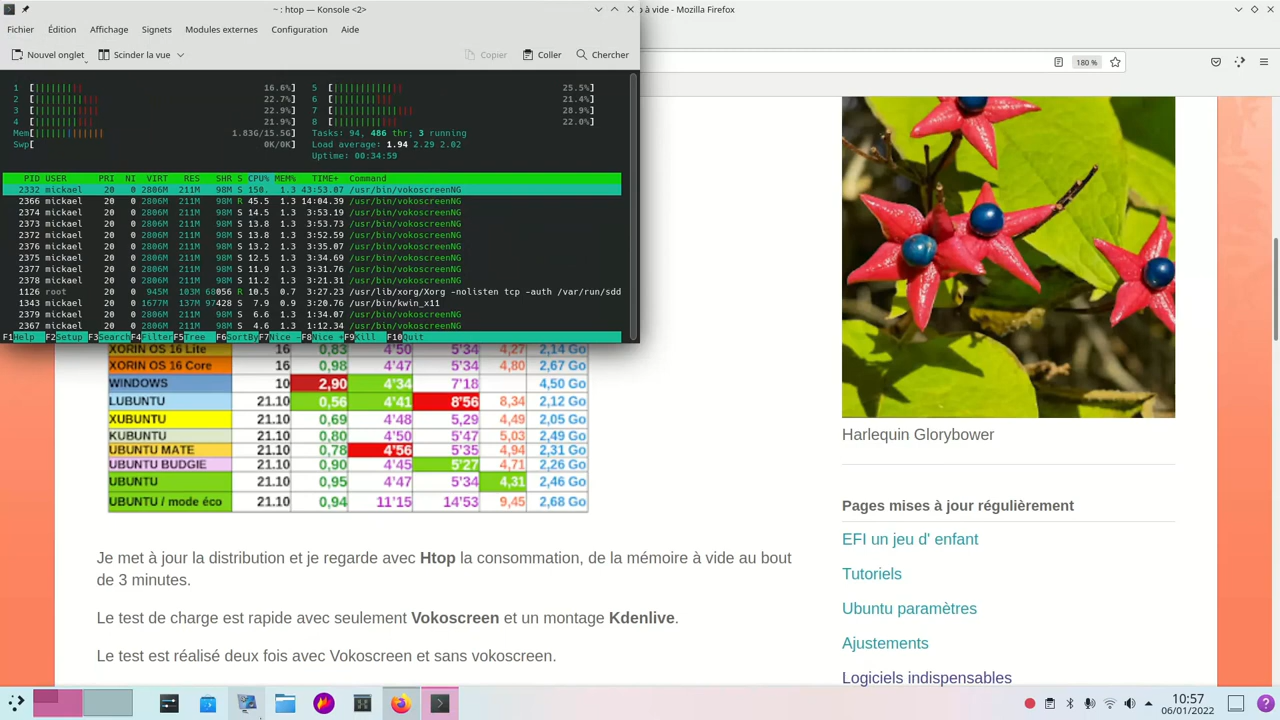 ~ : htop — Konsole <2>
à vide - Mozilla Firefox
Fichier Édition Affichage Signets Modules externes Configuration Aide
Nouvel onglet Scinder la vue Copier Coller Chercher
180 %
1 [ 16.6%] 5 [ 25.5%]
2 [ 22.7%] 6 [ 21.4%]
3 [ 22.9%] 7 [ 28.9%]
4 [ 21.9%] 8 [ 22.0%]
Mem[ 1.83G/15.5G] Tasks: 94, 486 thr; 3 running
Swp[ 0K/0K] Load average: 1.94 2.29 2.02
Uptime: 00:34:59
PID USER PRI NI VIRT RES SHR S CPU% MEM% TIME+ Command
2332 mickael 20 0 2806M 211M 98M S 150. 1.3 43:53.07 /usr/bin/vokoscreenNG
2366 mickael 20 0 2806M 211M 98M R 45.5 1.3 14:04.39 /usr/bin/vokoscreenNG
2374 mickael 20 0 2806M 211M 98M S 14.5 1.3 3:53.19 /usr/bin/vokoscreenNG
2373 mickael 20 0 2806M 211M 98M S 13.8 1.3 3:53.73 /usr/bin/vokoscreenNG
2372 mickael 20 0 2806M 211M 98M S 13.8 1.3 3:52.59 /usr/bin/vokoscreenNG
2376 mickael 20 0 2806M 211M 98M S 13.2 1.3 3:35.07 /usr/bin/vokoscreenNG
2375 mickael 20 0 2806M 211M 98M S 12.5 1.3 3:34.69 /usr/bin/vokoscreenNG
2377 mickael 20 0 2806M 211M 98M S 11.9 1.3 3:31.76 /usr/bin/vokoscreenNG
2378 mickael 20 0 2806M 211M 98M S 11.2 1.3 3:21.30 /usr/bin/vokoscreenNG
1126 root 20 0 945M 103M 68056 R 10.5 0.7 3:27.23 /usr/lib/xorg/Xorg -nolisten tcp -auth /var/run/sdd
1343 mickael 20 0 1677M 137M 97428 S 7.9 0.9 3:20.76 /usr/bin/kwin_x11
2379 mickael 20 0 2806M 211M 98M S 6.6 1.3 1:34.07 /usr/bin/vokoscreenNG
2367 mickael 20 0 2806M 211M 98M S 4.6 1.3 1:12.34 /usr/bin/vokoscreenNG
F1Help F2Setup F3SearchF4FilterF5Tree F6SortByF7Nice -F8Nice +F9Kill F10Quit
XORIN OS 16 Lite 16 0,83 4'50 5'34 4,27 2,14 Go
XORIN OS 16 Core 16 0,98 4'47 5'34 4,80 2,67 Go
WINDOWS 10 2,90 4'34 7'18 4,50 Go
LUBUNTU 21.10 0,56 4'41 8'56 8,34 2,12 Go
XUBUNTU 21.10 0,69 4'48 5,29 4,49 2,05 Go
KUBUNTU 21.10 0,80 4'50 5'47 5,03 2,49 Go
UBUNTU MATE 21.10 0,78 4'56 5'35 4,94 2,31 Go
UBUNTU BUDGIE 21.10 0,90 4'45 5'27 4,71 2,26 Go
UBUNTU 21.10 0,95 4'47 5'34 4,31 2,46 Go
UBUNTU / mode éco 21.10 0,94 11'15 14'53 9,45 2,68 Go
Je met à jour la distribution et je regarde avec Htop la consommation, de la mémoire à vide au bout
de 3 minutes.
Le test de charge est rapide avec seulement Vokoscreen et un montage Kdenlive.
Le test est réalisé deux fois avec Vokoscreen et sans vokoscreen.
Harlequin Glorybower
Pages mises à jour régulièrement
EFI un jeu d' enfant
Tutoriels
Ubuntu paramètres
Ajustements
Logiciels indispensables
10:57
06/01/2022